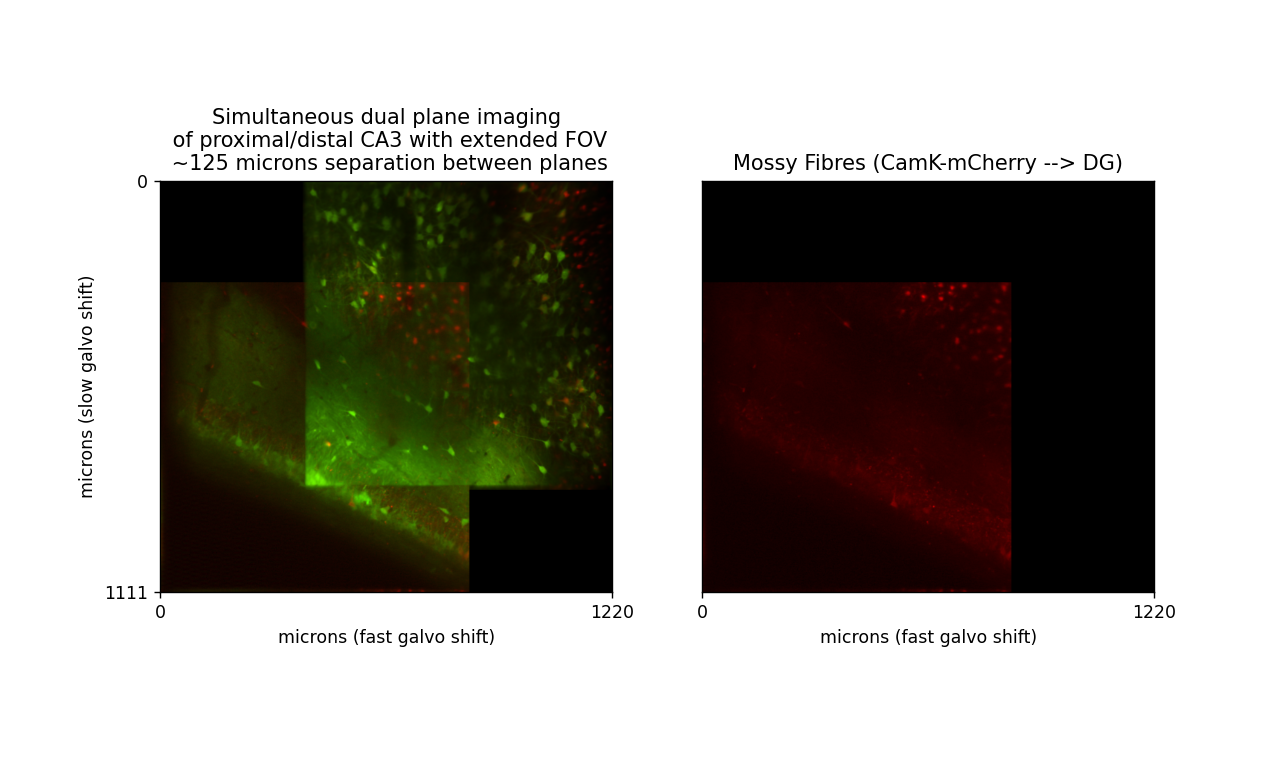 Simultaneous dual plane imaging
of proximal/distal CA3 with extended FOV
~125 microns separation between planes
0
1111
microns (slow galvo shift)
0
1220
microns (fast galvo shift)
Mossy Fibres (CamK-mCherry --> DG)
0
1220
microns (fast galvo shift)